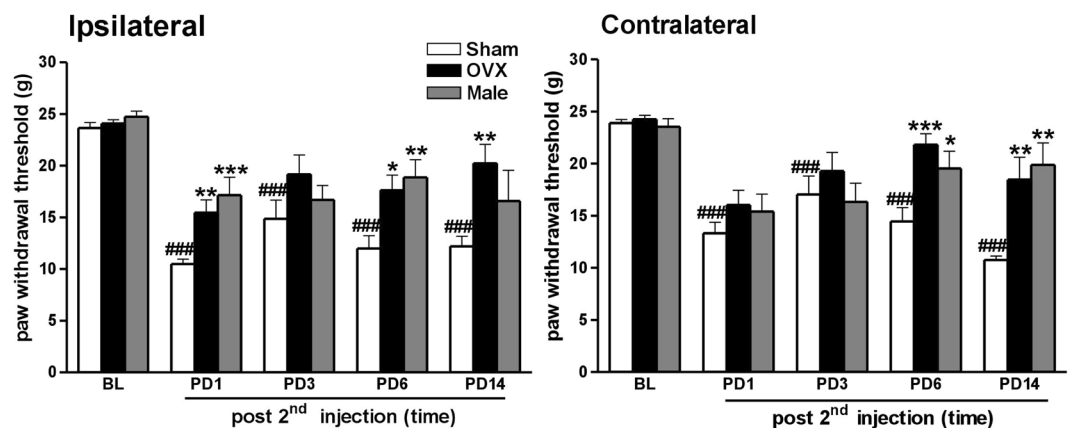 Ipsilateral
Sham
OVX
Male
paw withdrawal threshold (g)
30
25
20
15
10
5
0
### ** ***
###
### * **
### **
BL PD1 PD3 PD6 PD14
post 2nd injection (time)
Contralateral
paw withdrawal threshold (g)
30
25
20
15
10
5
0
###
###
### *** *
### ** **
BL PD1 PD3 PD6 PD14
post 2nd injection (time)